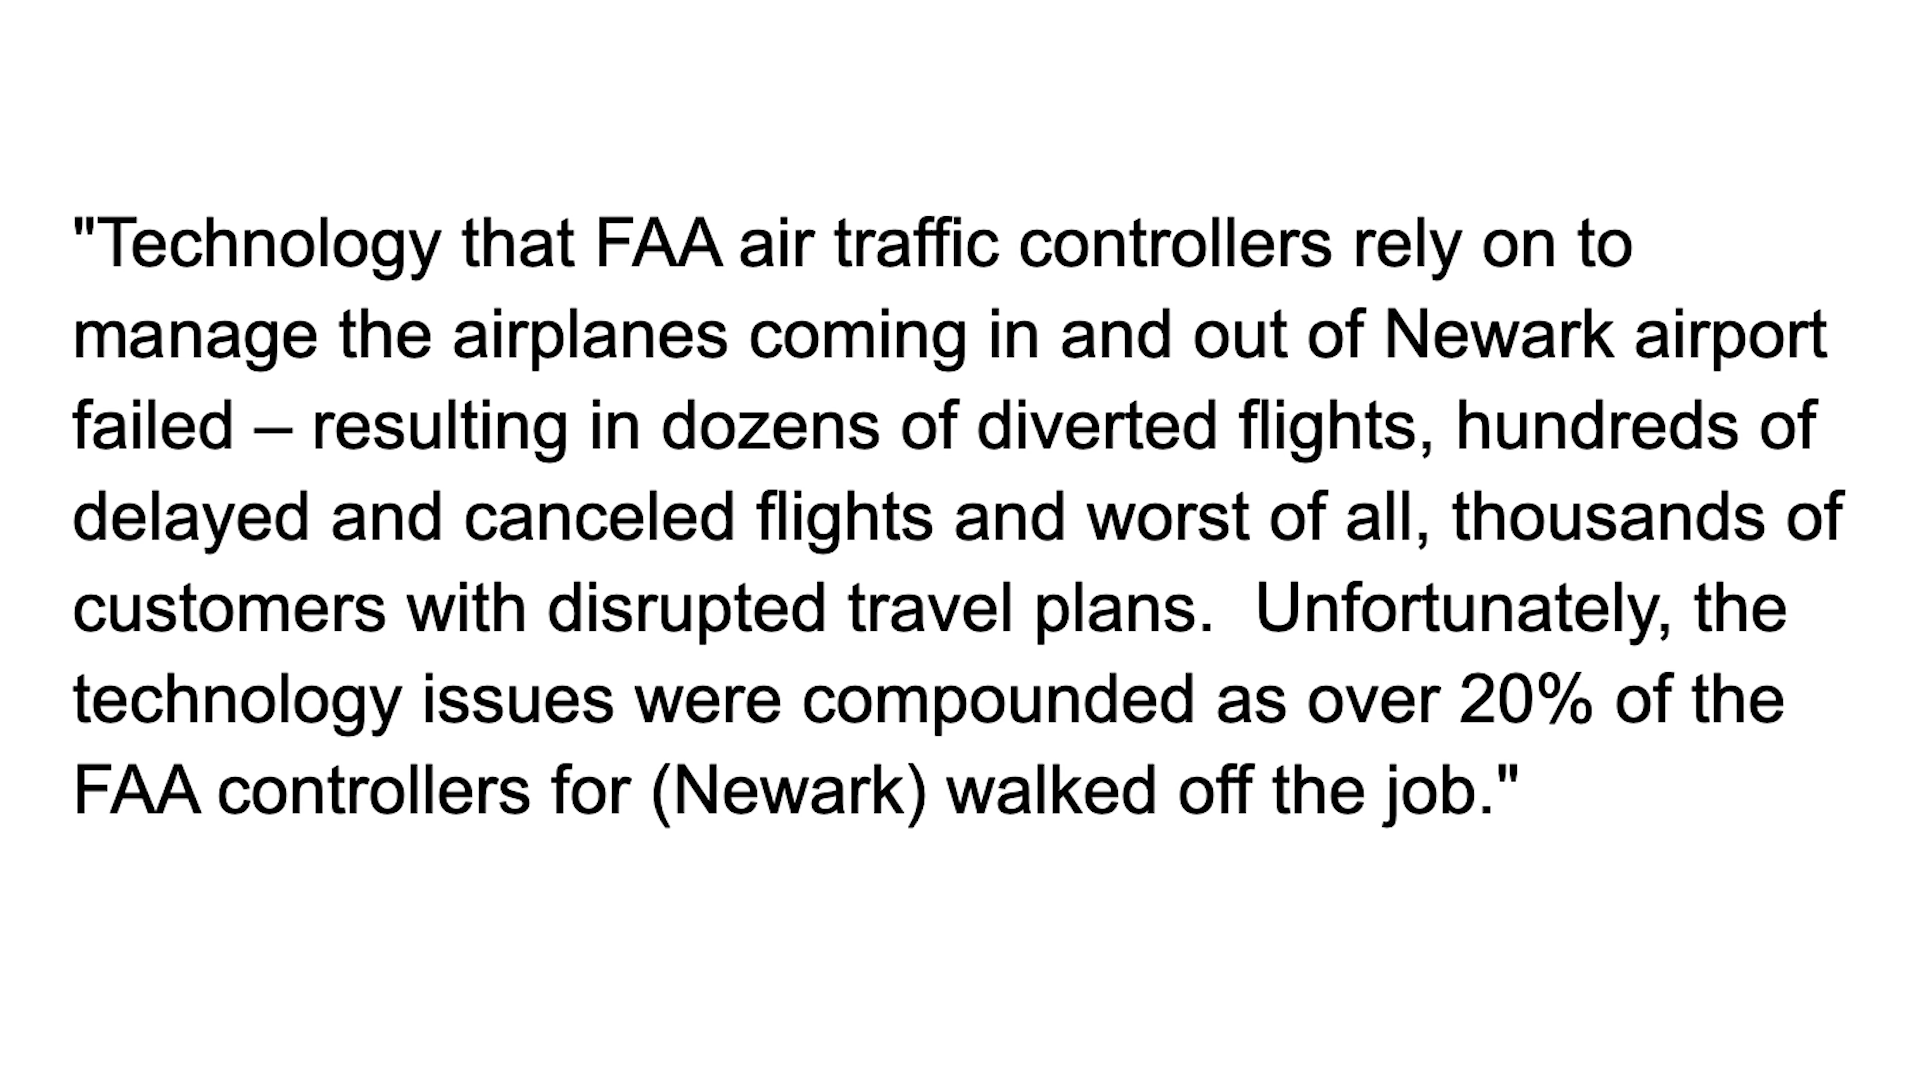 "Technology that FAA air traffic controllers rely on to
manage the airplanes coming in and out of Newark airport
failed – resulting in dozens of diverted flights, hundreds of
delayed and canceled flights and worst of all, thousands of
customers with disrupted travel plans.  Unfortunately, the
technology issues were compounded as over 20% of the
FAA controllers for (Newark) walked off the job."